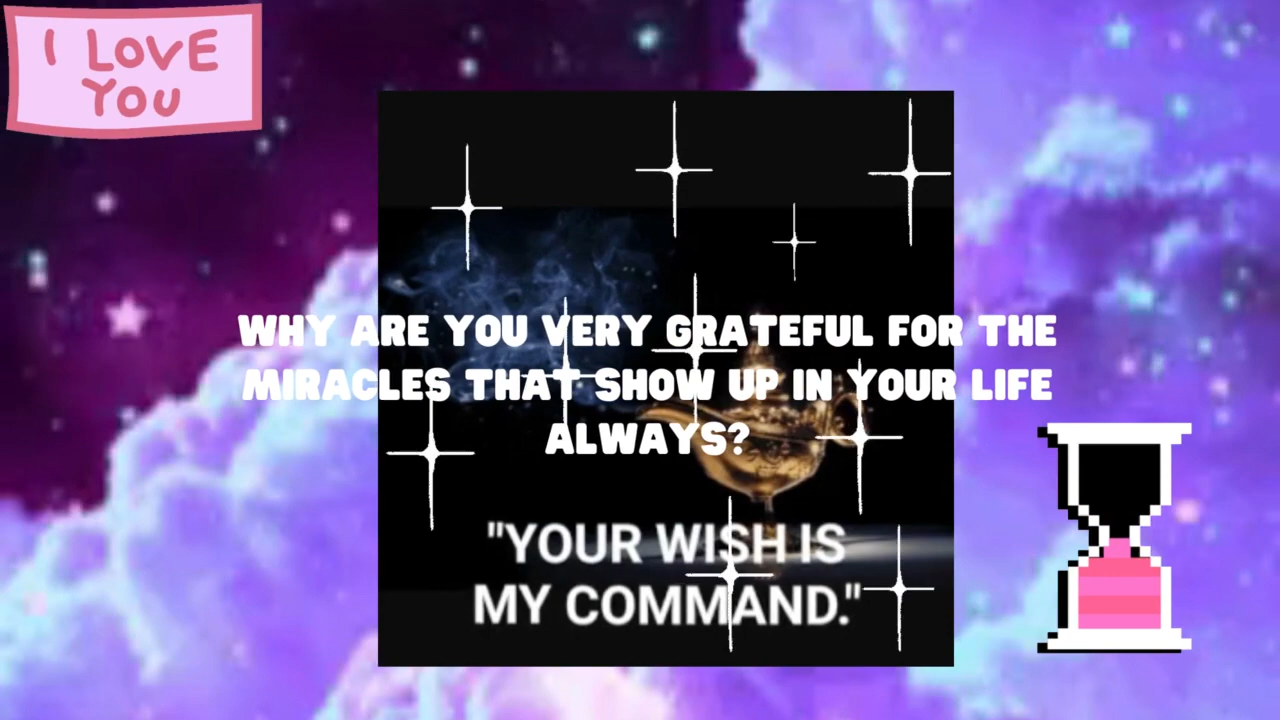 I LOVE
YOU
WHY ARE YOU VERY GRATEFUL FOR THE
MIRACLES THAT SHOW UP IN YOUR LIFE
ALWAYS?
"YOUR WISH IS
MY COMMAND."